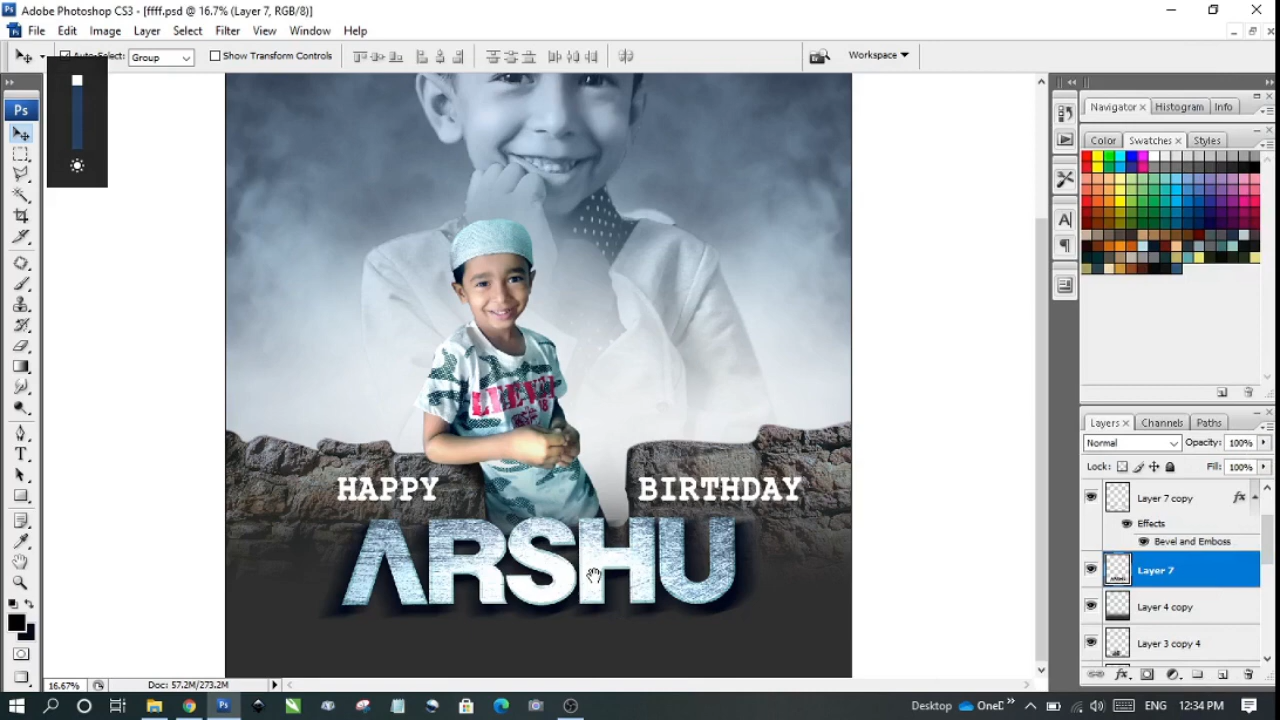 Adobe Photoshop CS3 - [ffff.psd @ 16.7% (Layer 7, RGB/8)]
File Edit Image Layer Select Filter View Window Help
Auto-Select: Group Show Transform Controls Workspace
Ps
Navigator Histogram Info
Color Swatches Styles
HAPPY BIRTHDAY
ARSHU
Layers Channels Paths
Normal Opacity: 100%
Lock: Fill: 100%
Layer 7 copy fx
Effects
Bevel and Emboss
Layer 7
Layer 4 copy
Layer 3 copy 4
16.67% Doc: 57.2M/273.2M
Desktop OneD ENG 12:34 PM